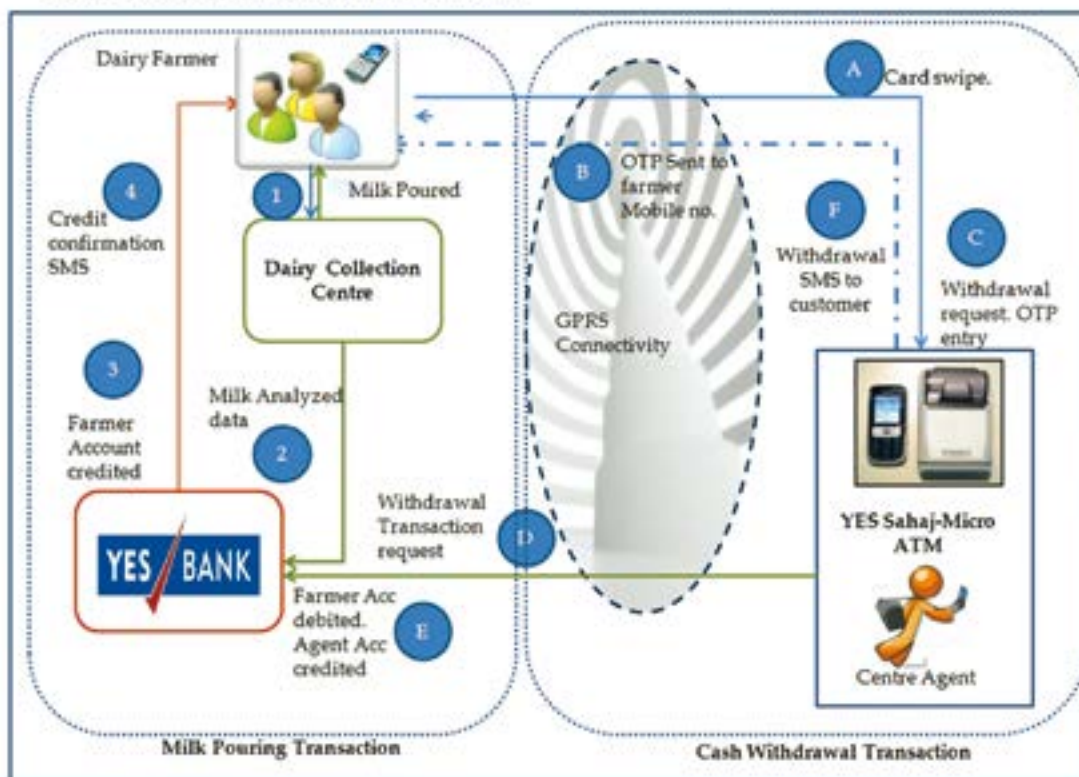 Dairy Farmer
A
Card swipe.
B
OTP Sent to
farmer
Mobile no.
1
Milk Poured
4
Credit
confirmation
SMS
Dairy Collection
Centre
F
Withdrawal
SMS to
customer
C
Withdrawal
request. OTP
entry
GPRS
Connectivity
3
Farmer
Account
credited
Milk Analyzed
data
2
YES BANK
Withdrawal
Transaction
request
D
Farmer Acc
debited.
Agent Acc
credited
E
YES Sahaj-Micro
ATM
Centre Agent
Milk Pouring Transaction
Cash Withdrawal Transaction